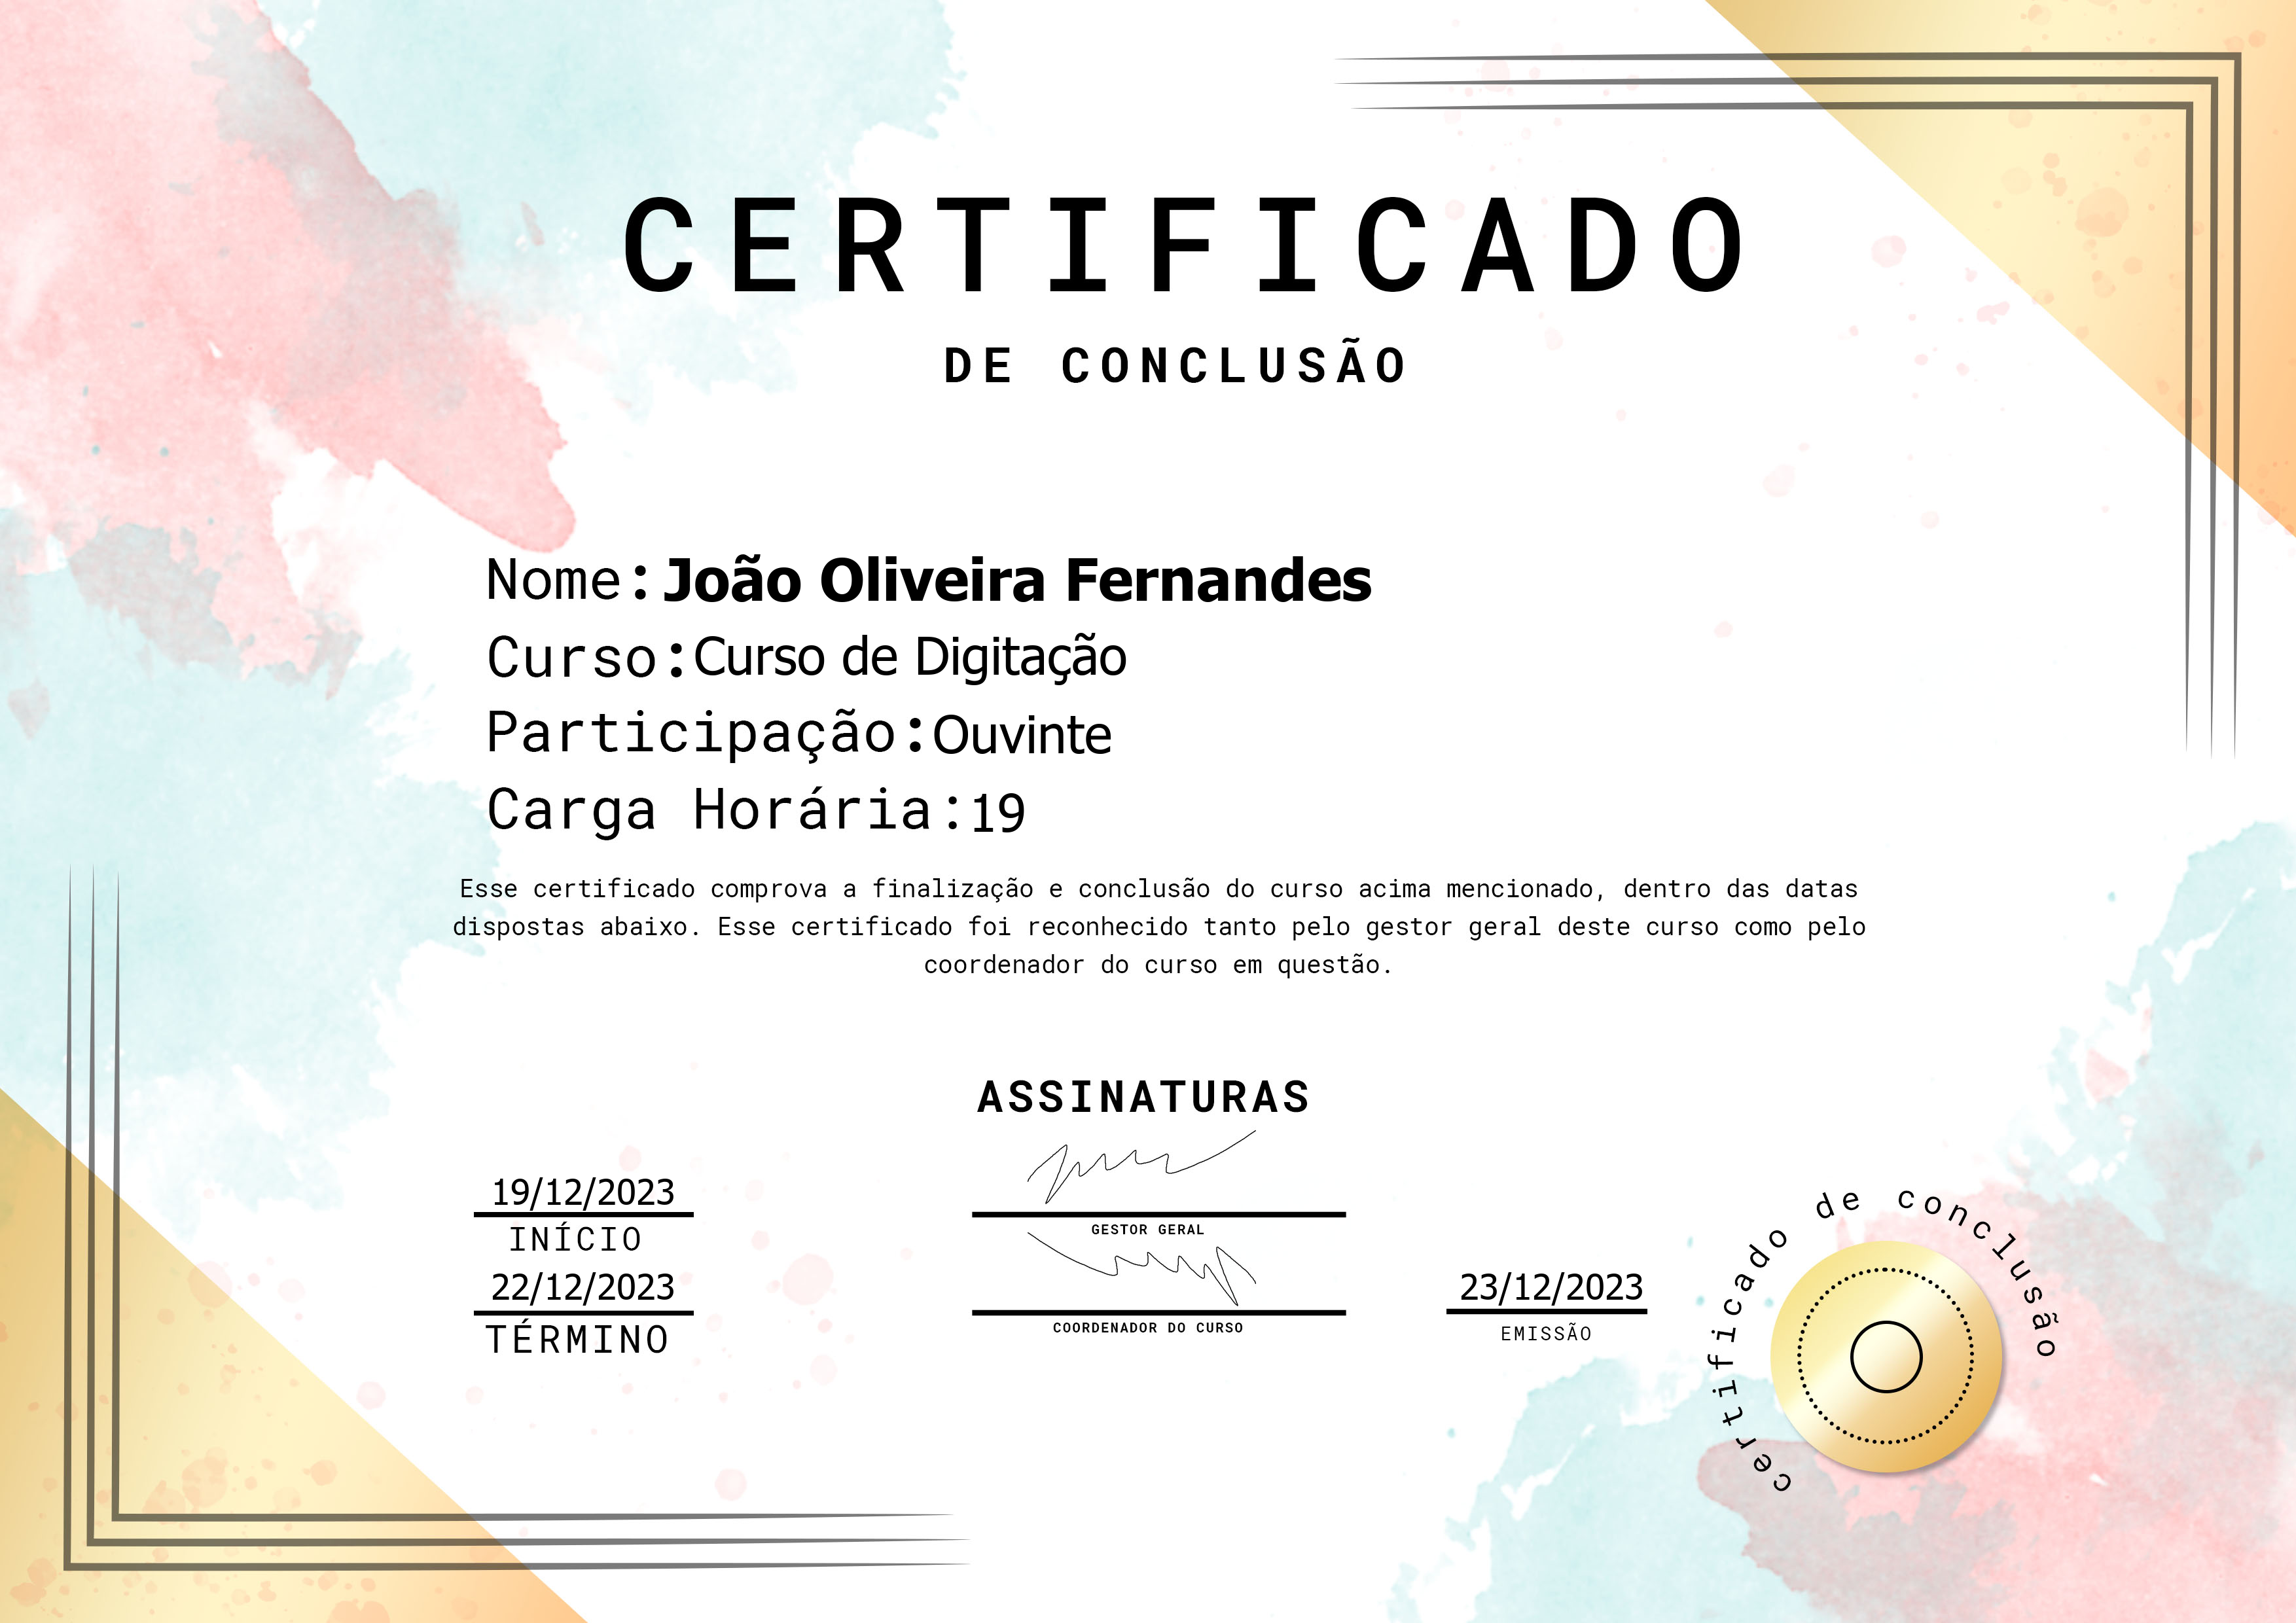 CERTIFICADO
DE CONCLUSÃO
Nome:João Oliveira Fernandes
Curso:Curso de Digitação
Participação:Ouvinte
Carga Horária:19
Esse certificado comprova a finalização e conclusão do curso acima mencionado, dentro das datas
dispostas abaixo. Esse certificado foi reconhecido tanto pelo gestor geral deste curso como pelo
coordenador do curso em questão.
ASSINATURAS
19/12/2023
INÍCIO
GESTOR GERAL
22/12/2023
TÉRMINO
COORDENADOR DO CURSO
23/12/2023
EMISSÃO
certificado de conclusão